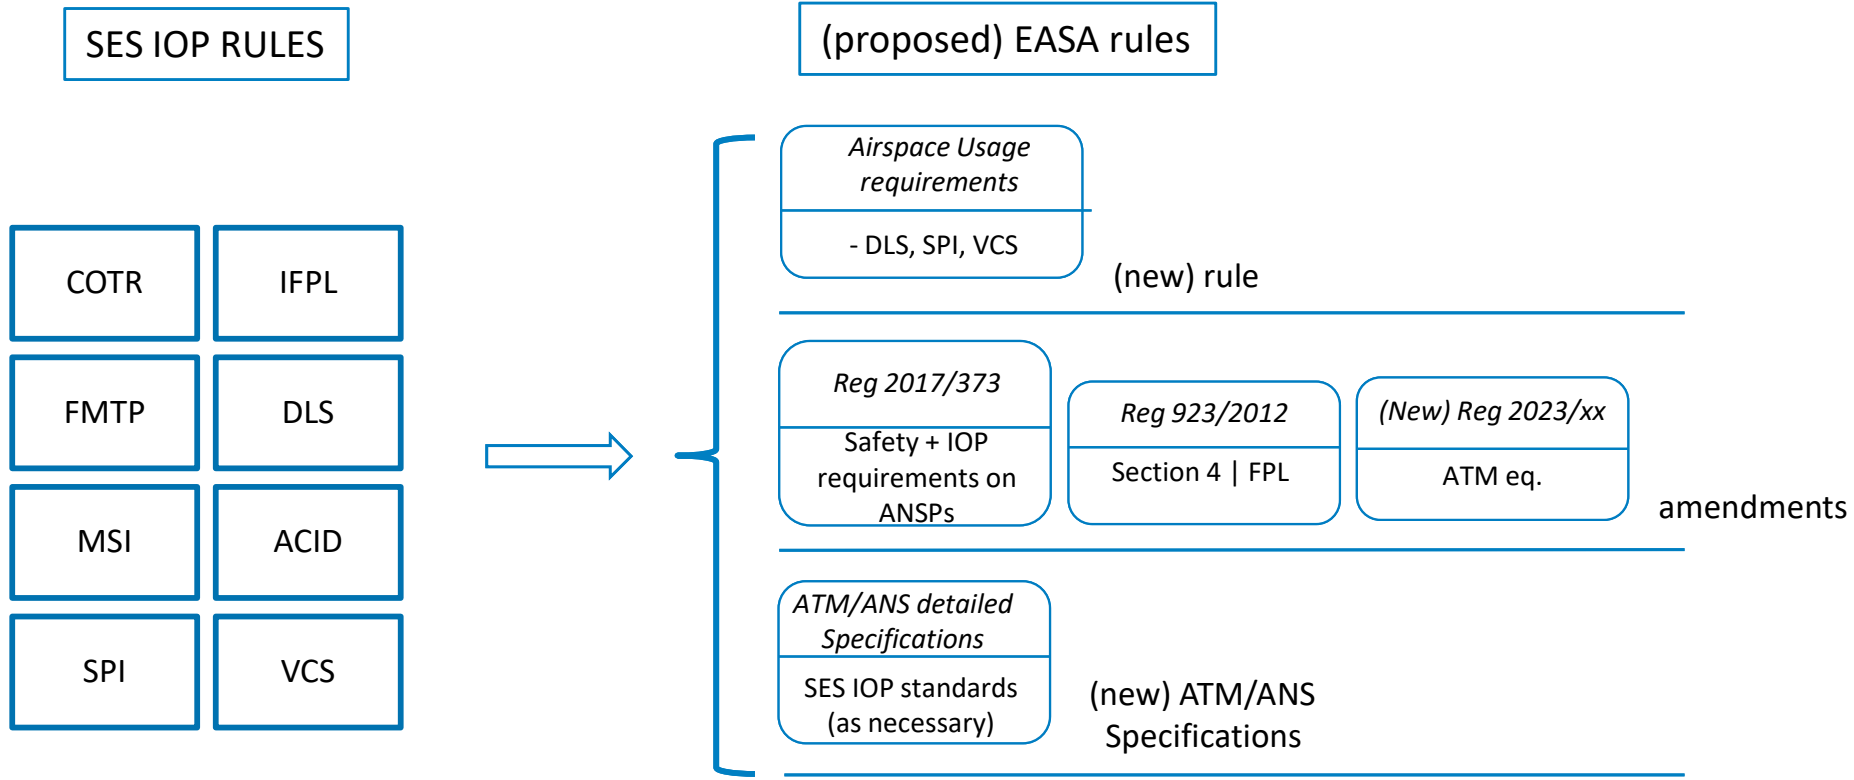 SES IOP RULES
(proposed) EASA rules
COTR
IFPL
FMTP
DLS
MSI
ACID
SPI
VCS
Airspace Usage
requirements
- DLS, SPI, VCS
(new) rule
Reg 2017/373
Safety + IOP
requirements on
ANSPs
Reg 923/2012
Section 4 | FPL
(New) Reg 2023/xx
ATM eq.
amendments
ATM/ANS detailed
Specifications
SES IOP standards
(as necessary)
(new) ATM/ANS
Specifications